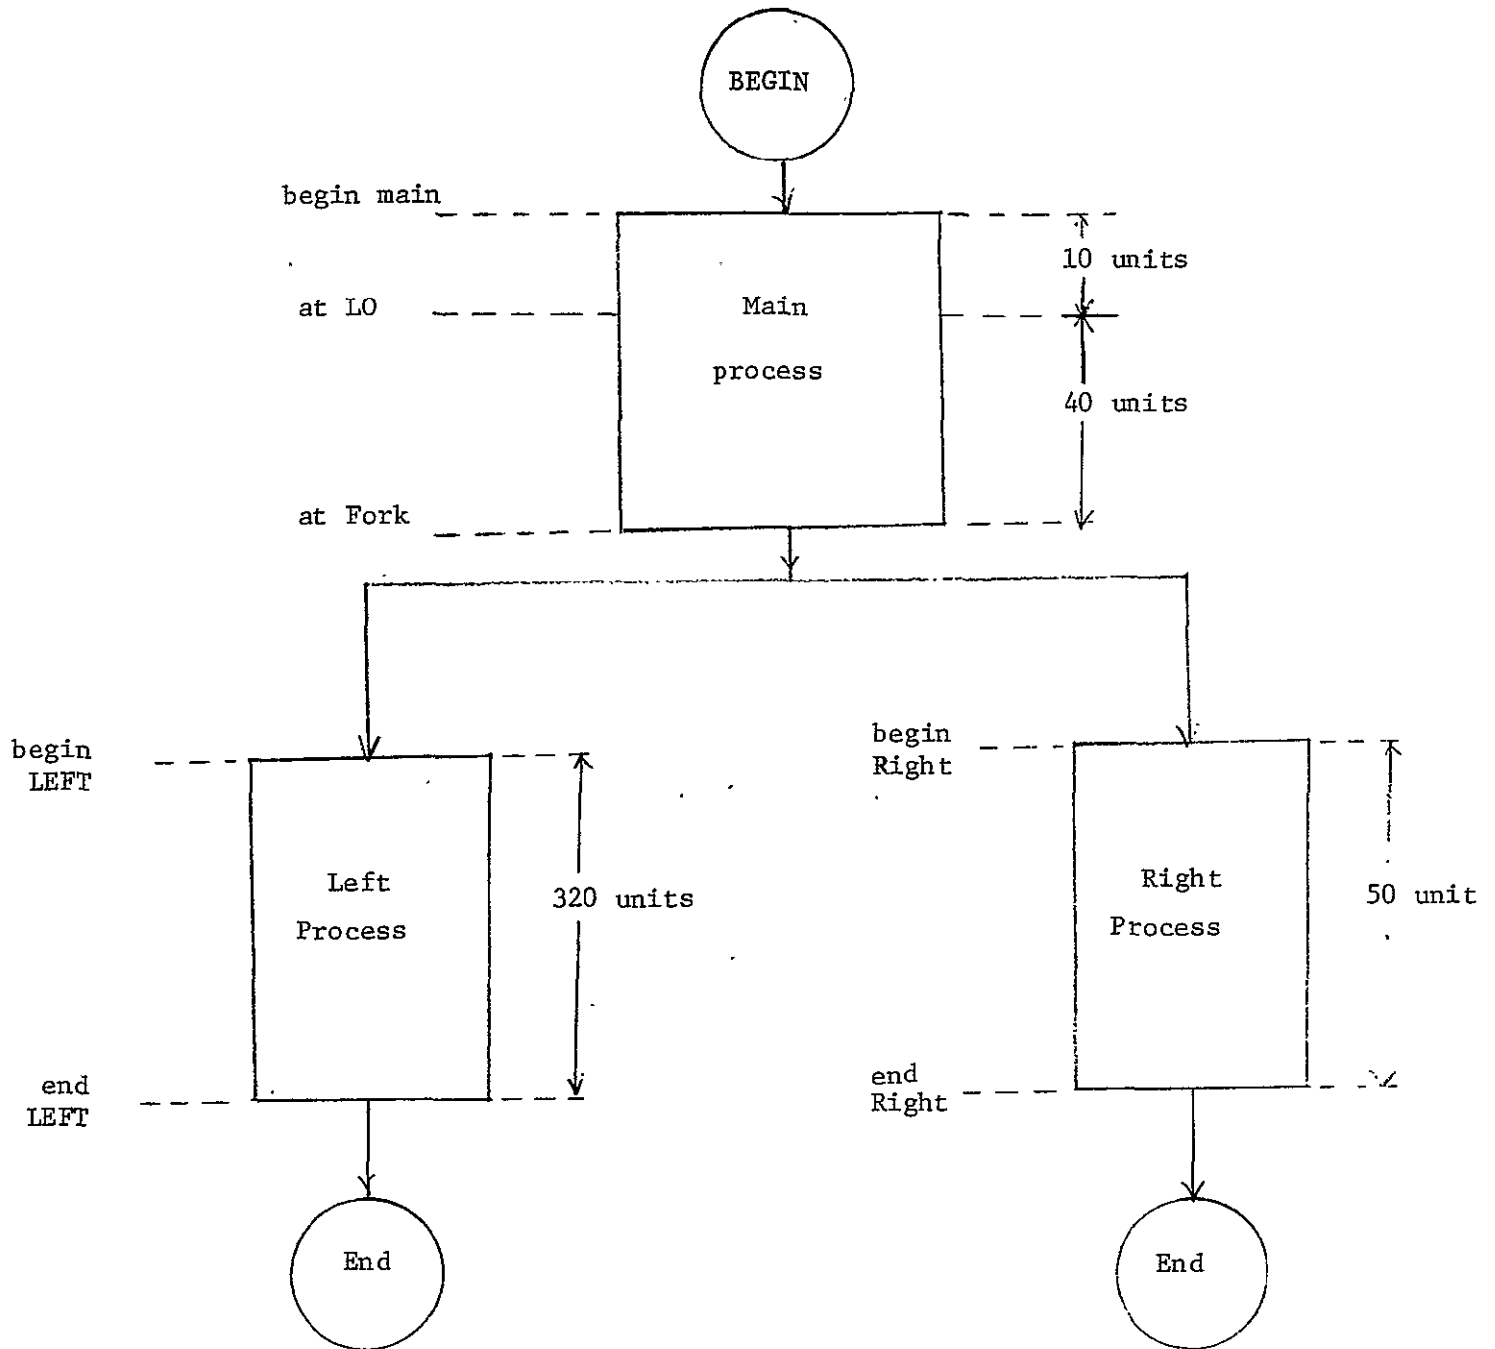 BEGIN
begin main
10 units
at LO
Main
process
40 units
at Fork
begin
LEFT
begin
Right
Left
Process
320 units
Right
Process
50 unit
end
LEFT
end
Right
End
End